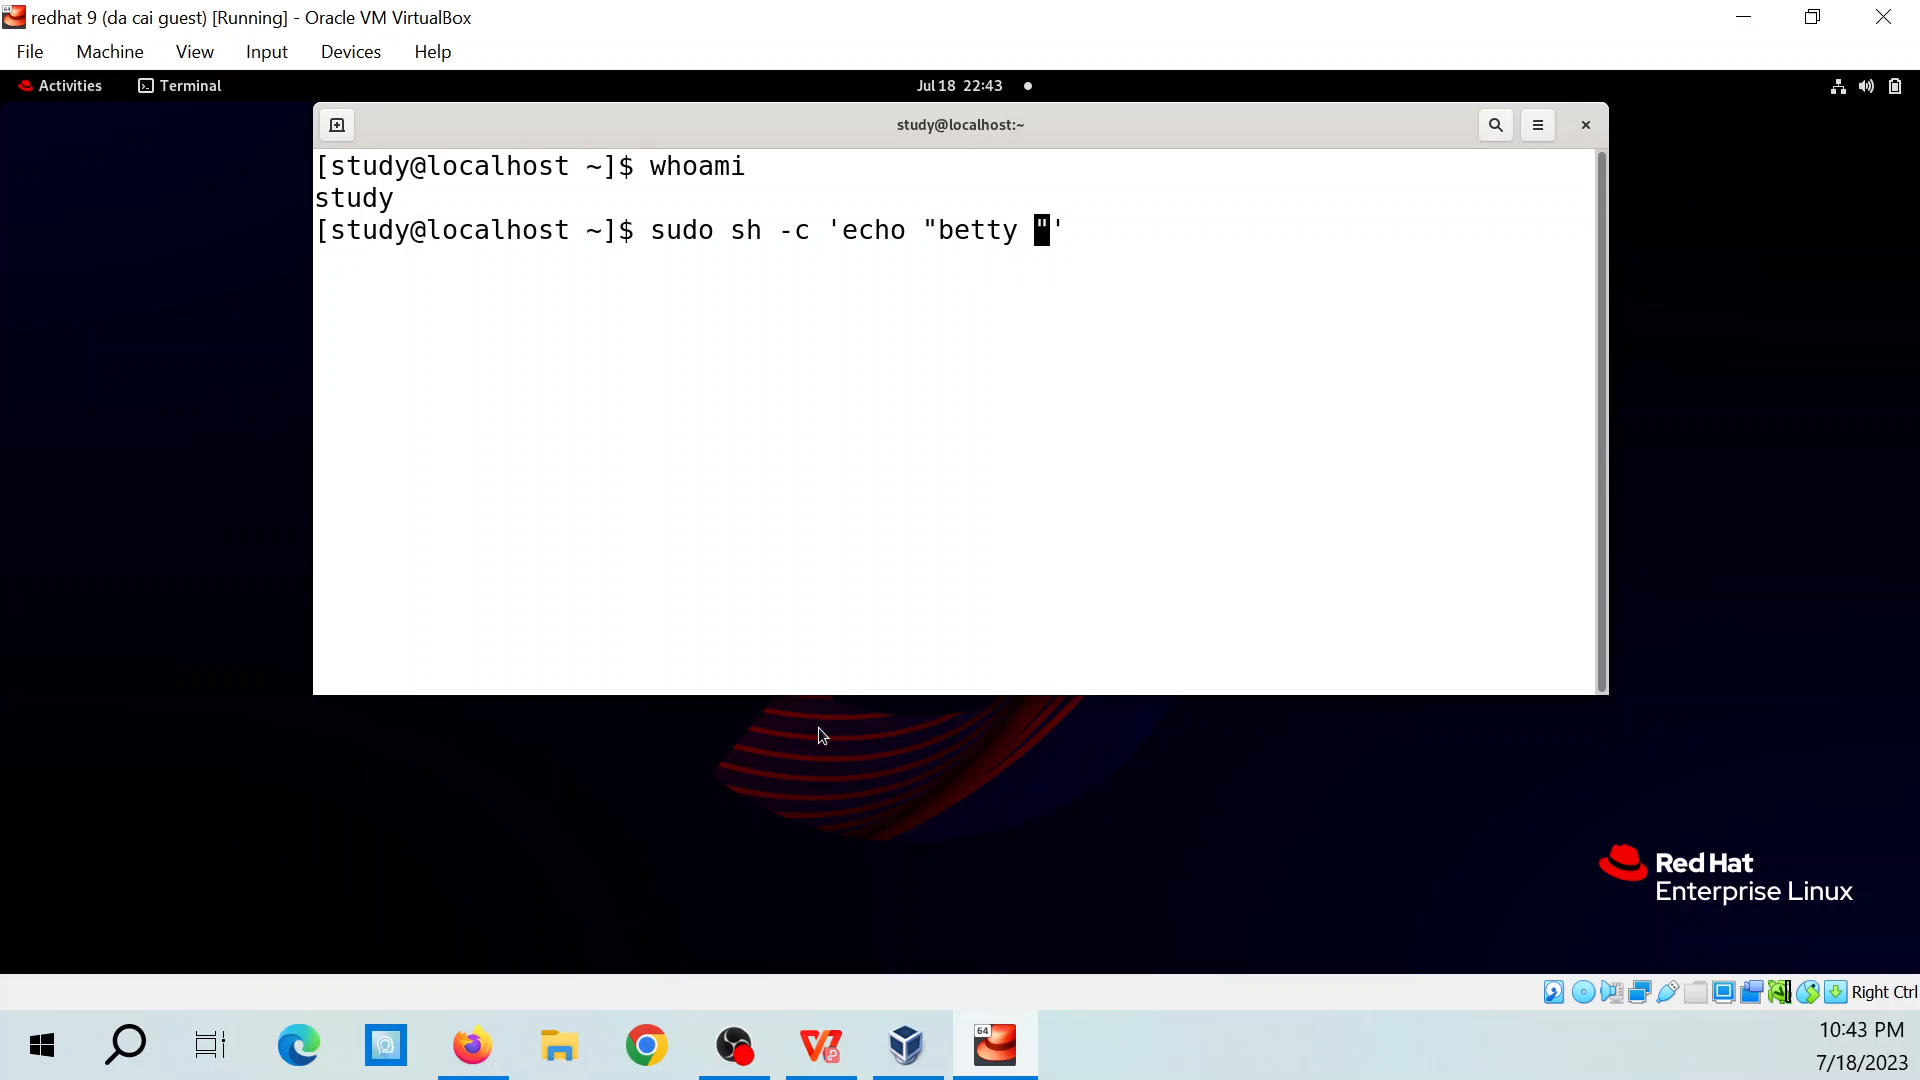 redhat 9 (da cai guest) [Running] - Oracle VM VirtualBox
File Machine View Input Devices Help
Activities Terminal Jul 18 22:43
study@localhost:~
[study@localhost ~]$ whoami
study
[study@localhost ~]$ sudo sh -c 'echo "betty "'
Red Hat
Enterprise Linux
Right Ctrl
64
10:43 PM
7/18/2023